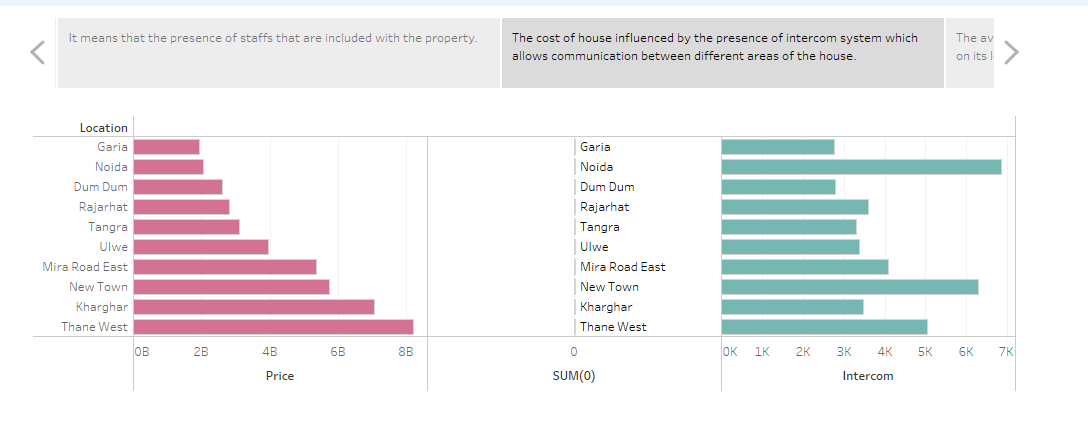 It means that the presence of staffs that are included with the property.
The cost of house influenced by the presence of intercom system which
allows communication between different areas of the house.
The av
on its l
Location
Garia
Noida
Dum Dum
Rajarhat
Tangra
Ulwe
Mira Road East
New Town
Kharghar
Thane West
Garia
Noida
Dum Dum
Rajarhat
Tangra
Ulwe
Mira Road East
New Town
Kharghar
Thane West
0B 2B 4B 6B 8B
0
0K 1K 2K 3K 4K 5K 6K 7K
Price
SUM(0)
Intercom